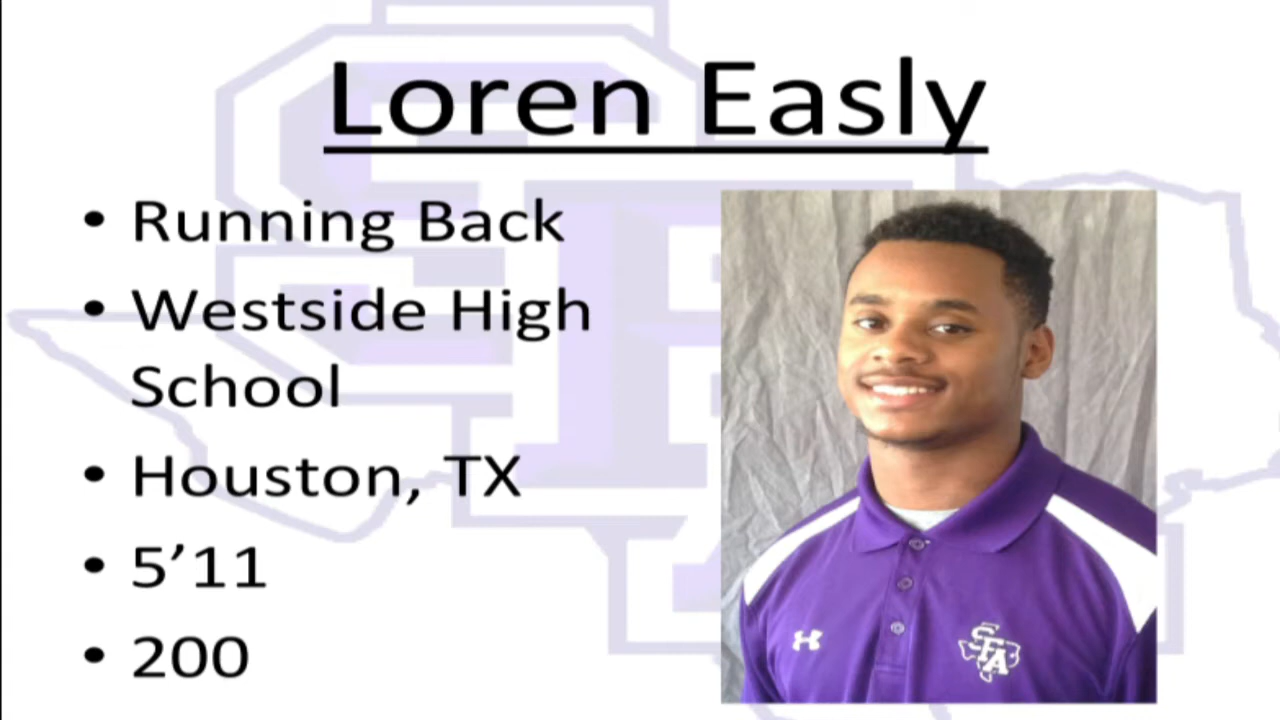 Loren Easly
• Running Back
• Westside High
School
• Houston, TX
• 5’11
• 200
SFA